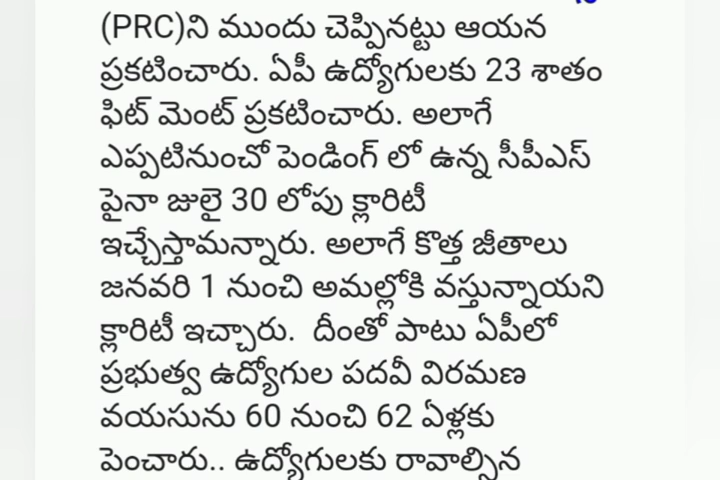 (PRC)ని ముందు చెప్పినట్టు ఆయన
ప్రకటించారు. ఏపీ ఉద్యోగులకు 23 శాతం
ఫిట్ మెంట్ ప్రకటించారు. అలాగే
ఎప్పటినుంచో పెండింగ్ లో ఉన్న సీపీఎస్
పైనా జులై 30 లోపు క్లారిటీ
ఇచ్చేస్తామన్నారు. అలాగే కొత్త జీతాలు
జనవరి 1 నుంచి అమల్లోకి వస్తున్నాయని
క్లారిటీ ఇచ్చారు. దీంతో పాటు ఏపీలో
ప్రభుత్వ ఉద్యోగుల పదవీ విరమణ
వయసును 60 నుంచి 62 ఏళ్లకు
పెంచారు.. ఉద్యోగులకు రావాల్సిన